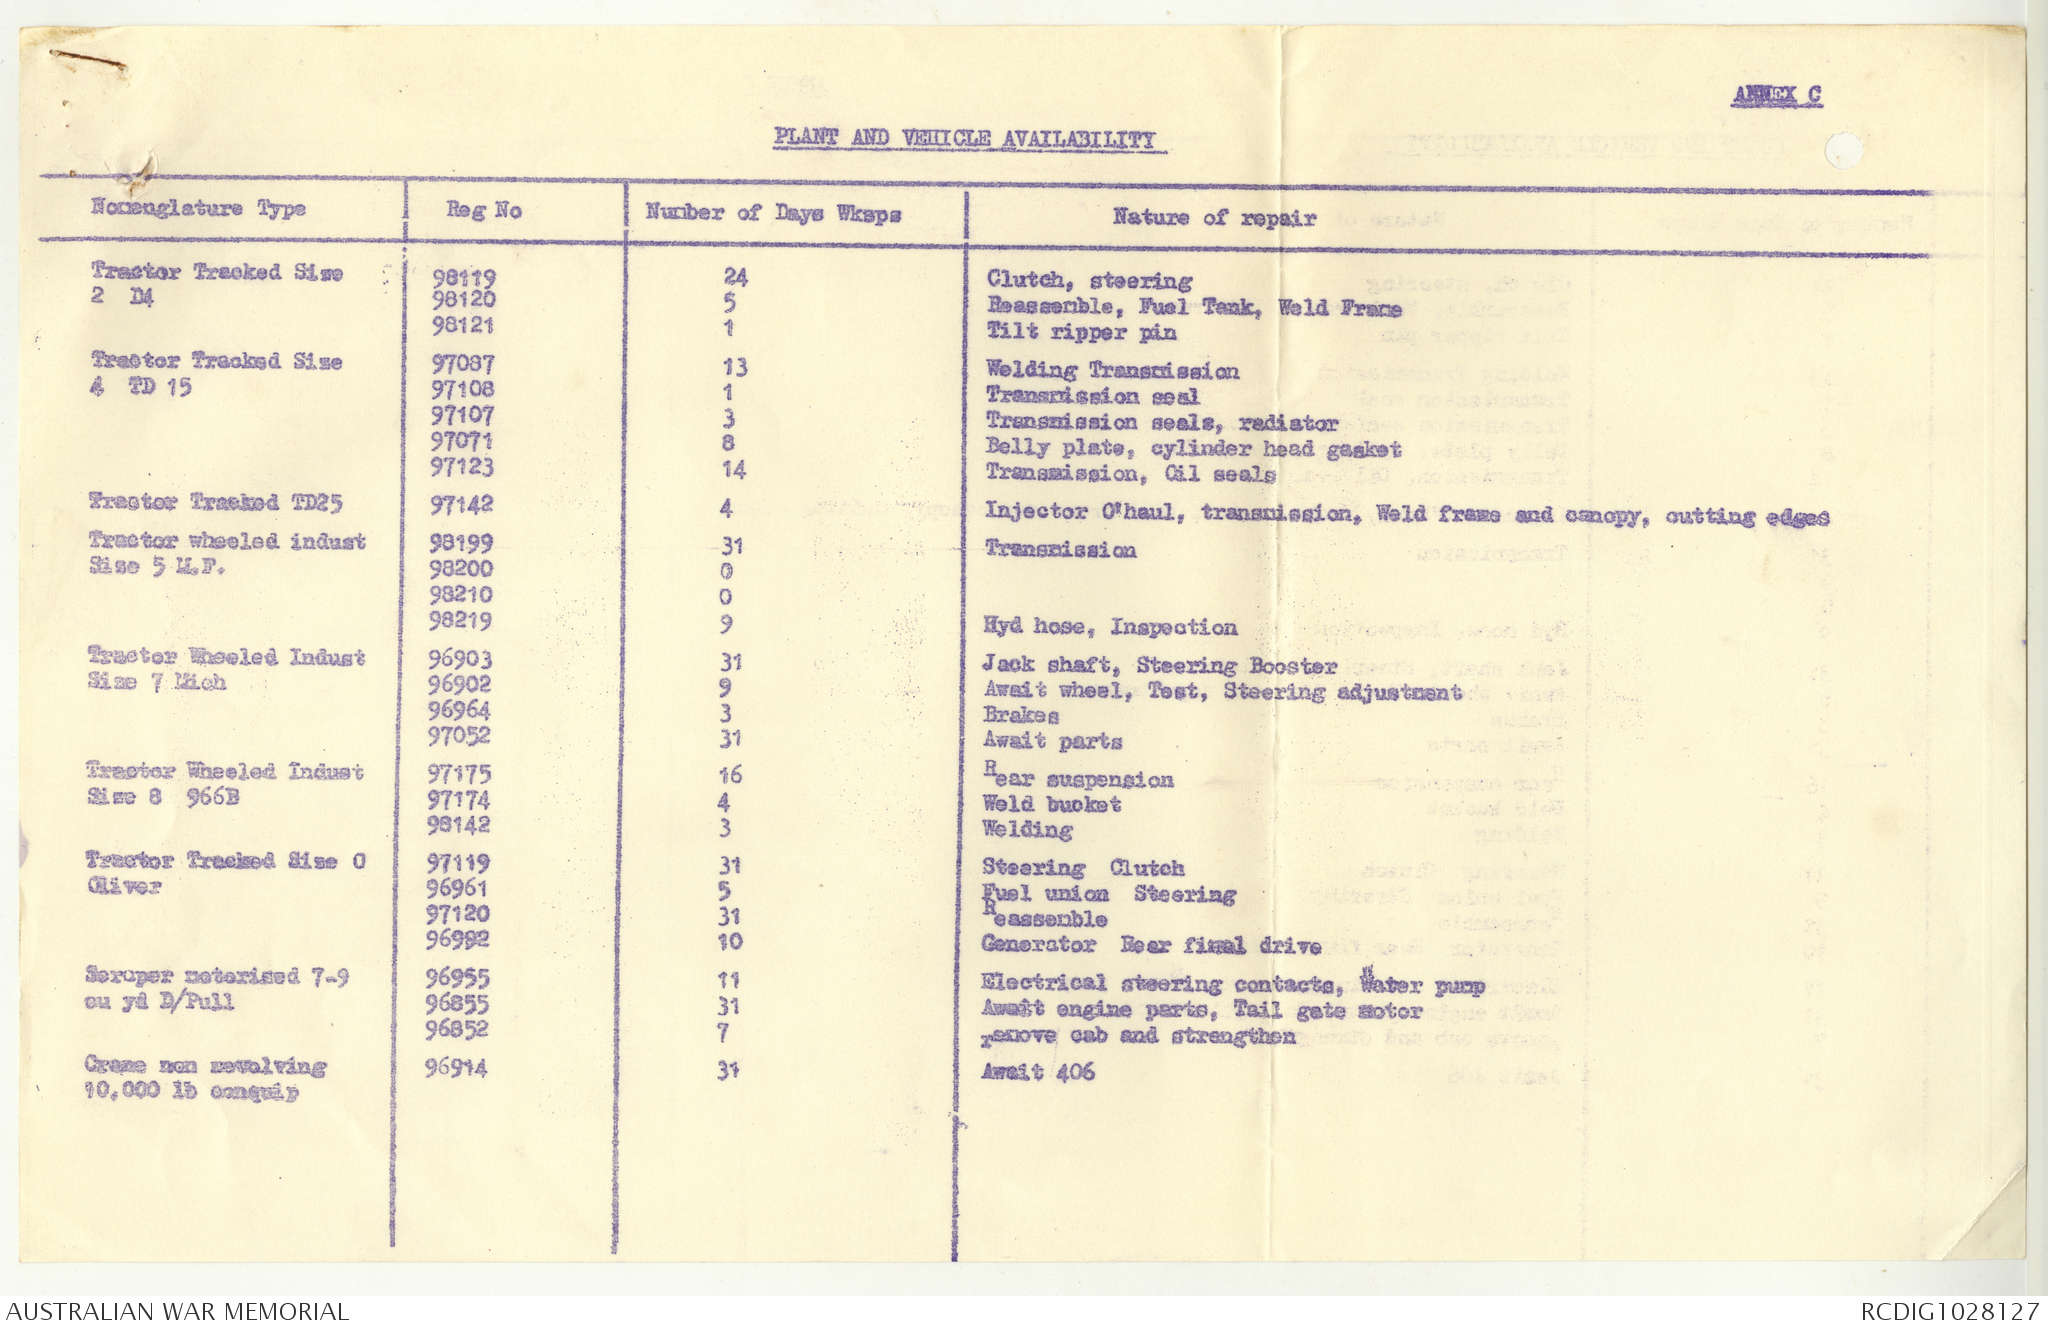 ANNEX C
PLANT AND VEHICLE AVAILABILITY
Nomenglature Type Reg No Number of Days Wksps Nature of repair
Tractor Tracked Size 98119 24 Clutch, steering
2 D4 98120 5 Reassemble, Fuel Tank, Weld Frame
98121 1 Tilt ripper pin
Tractor Tracked Size 97087 13 Welding Transmission
4 TD 15 97108 1 Transmission seal
97107 3 Transmission seals, radiator
97071 8 Belly plate, cylinder head gasket
97123 14 Transmission, Oil seals
Tractor Tracked TD25 97142 4 Injector O'haul, transmission, Weld frame and canopy, cutting edges
Tractor wheeled indust 98199 31 Transmission
Size 5 M.F. 98200 0
98210 0
98219 9 Hyd hose, Inspection
Tractor Wheeled Indust 96903 31 Jack shaft, Steering Booster
Size 7 Mich 96902 9 Await wheel, Test, Steering adjustment
96964 3 Brakes
97052 31 Await parts
Tractor Wheeled Indust 97175 16 Rear suspension
Size 8 966B 97174 4 Weld bucket
98142 3 Welding
Tractor Tracked Size 0 97119 31 Steering Clutch
Oliver 96961 5 Fuel union Steering
97120 31 Reassemble
96992 10 Generator Rear final drive
Scraper motorised 7-9 96955 11 Electrical steering contacts, Water pump
cu yd D/Pull 96855 31 Await engine parts, Tail gate motor
96852 7 remove cab and strengthen
Crane non revolving 96914 31 Await 406
10,000 lb conquip
AUSTRALIAN WAR MEMORIAL RCDIG1028127